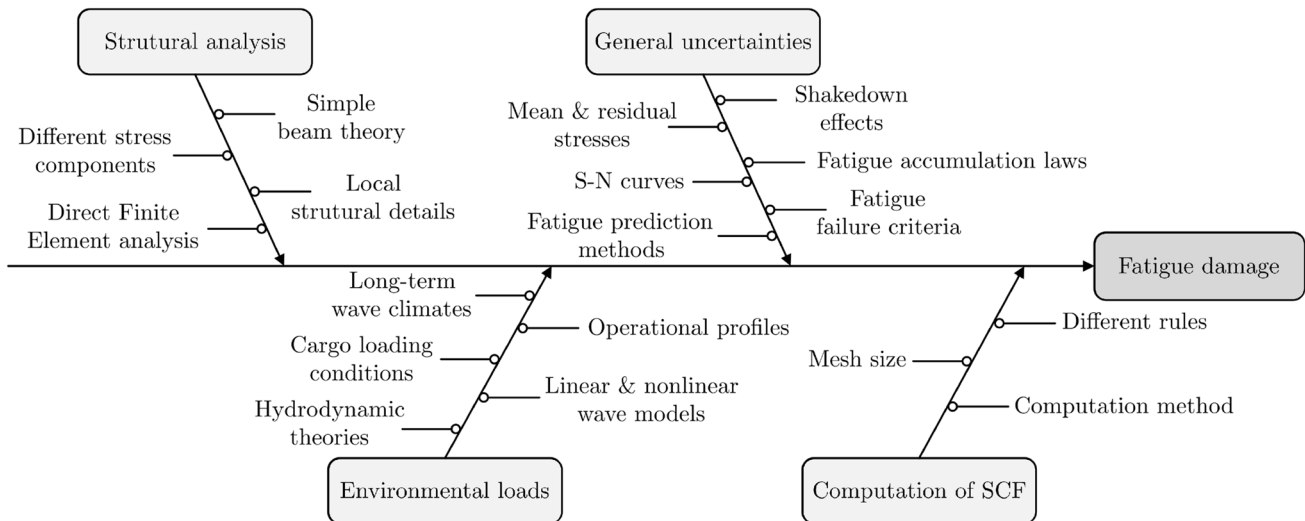 Strutural analysis
General uncertainties
Simple
beam theory
Different stress
components
Local
strutural details
Direct Finite
Element analysis
Shakedown
effects
Mean & residual
stresses
Fatigue accumulation laws
S-N curves
Fatigue
failure criteria
Fatigue prediction
methods
Fatigue damage
Long-term
wave climates
Operational profiles
Cargo loading
conditions
Linear & nonlinear
wave models
Hydrodynamic
theories
Different rules
Mesh size
Computation method
Environmental loads
Computation of SCF